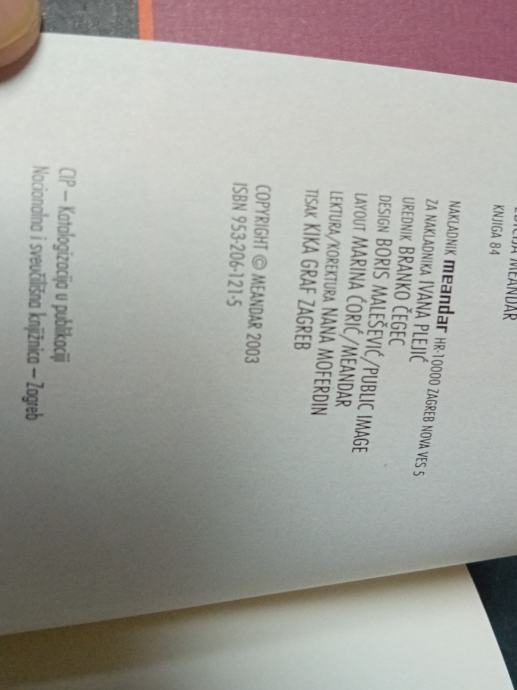 MEANDAR
KNJIGA 84
NAKLADNIK meandar HR-10000 ZAGREB NOVA VES 5
ZA NAKLADNIKA IVANA PLEJIĆ
UREDNIK BRANKO ČEGEC
DESIGN BORIS MALEŠEVIĆ/PUBLIC IMAGE
LAYOUT MARINA ĆORIĆ/MEANDAR
LEKTURA/KOREKTURA NANA MOFERDIN
TISAK KIKA GRAF ZAGREB
COPYRIGHT © MEANDAR 2003
ISBN 953-206-121-5
CIP – Katalogizacija u publikaciji
Nacionalna i sveučilišna knjižnica – Zagreb